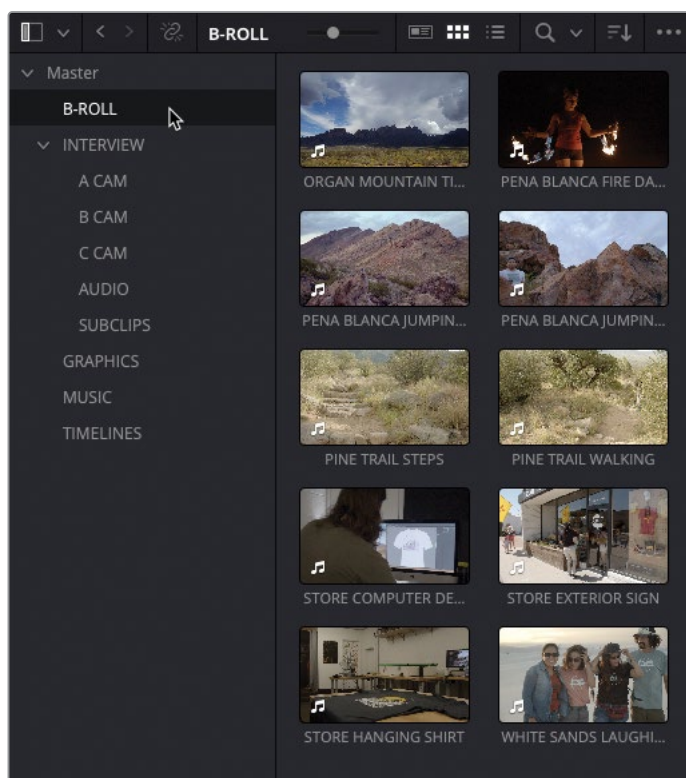 B-ROLL
Master
B-ROLL
INTERVIEW
A CAM
B CAM
C CAM
AUDIO
SUBCLIPS
GRAPHICS
MUSIC
TIMELINES
ORGAN MOUNTAIN TI...
PENA BLANCA FIRE DA...
PENA BLANCA JUMPIN...
PENA BLANCA JUMPIN...
PINE TRAIL STEPS
PINE TRAIL WALKING
STORE COMPUTER DE...
STORE EXTERIOR SIGN
STORE HANGING SHIRT
WHITE SANDS LAUGHI...